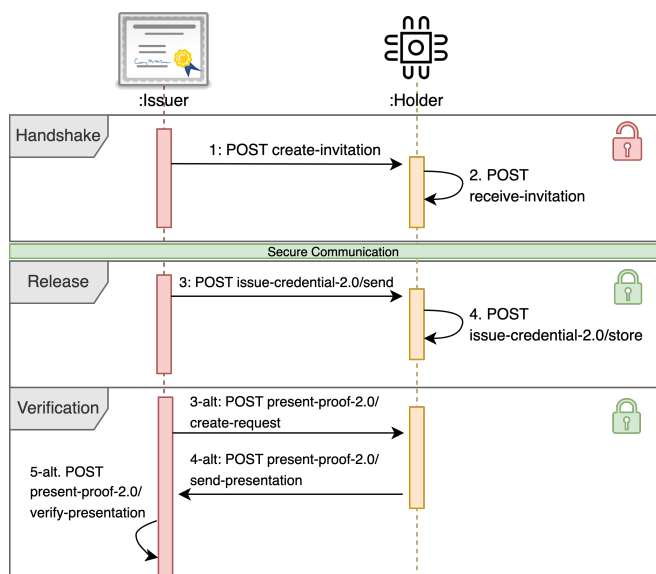 :Issuer
:Holder
Handshake
1: POST create-invitation
2. POST
receive-invitation
Secure Communication
Release
3: POST issue-credential-2.0/send
4. POST
issue-credential-2.0/store
Verification
3-alt: POST present-proof-2.0/
create-request
4-alt: POST present-proof-2.0/
send-presentation
5-alt. POST
present-proof-2.0/
verify-presentation